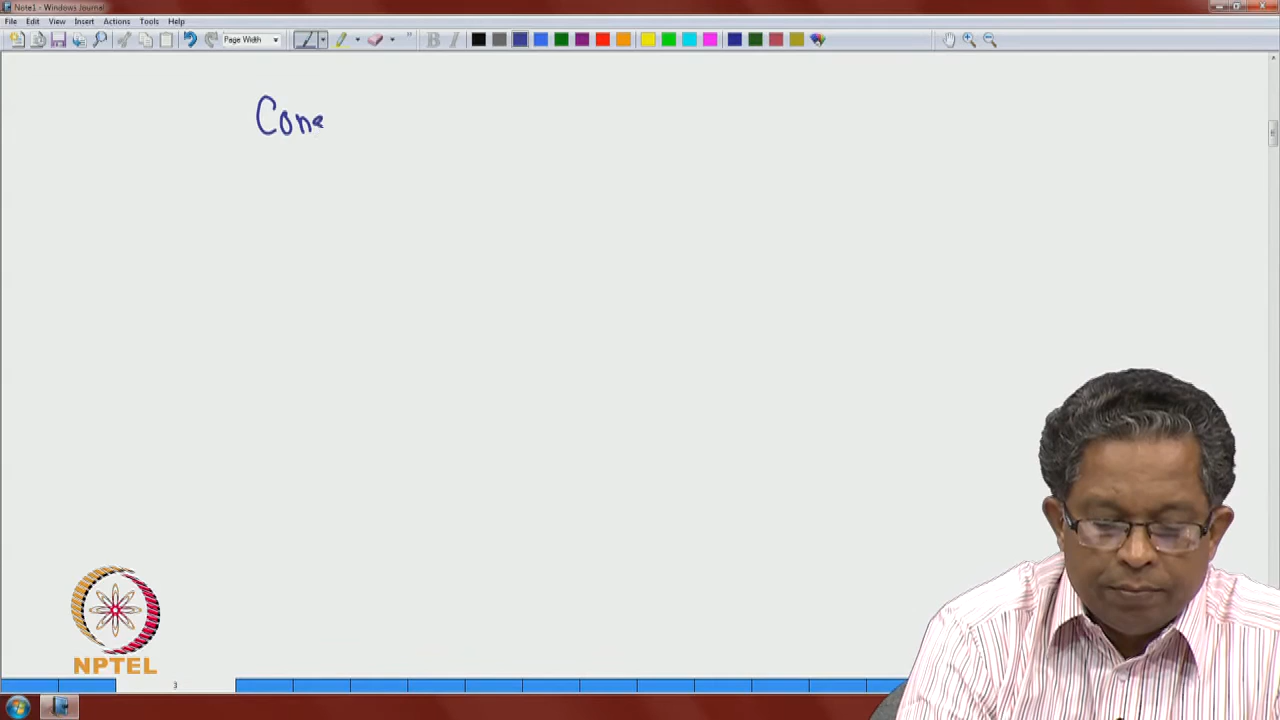 Note1 - Windows Journal
File Edit View Insert Actions Tools Help
Page Width
B I
Cone
NPTEL
3